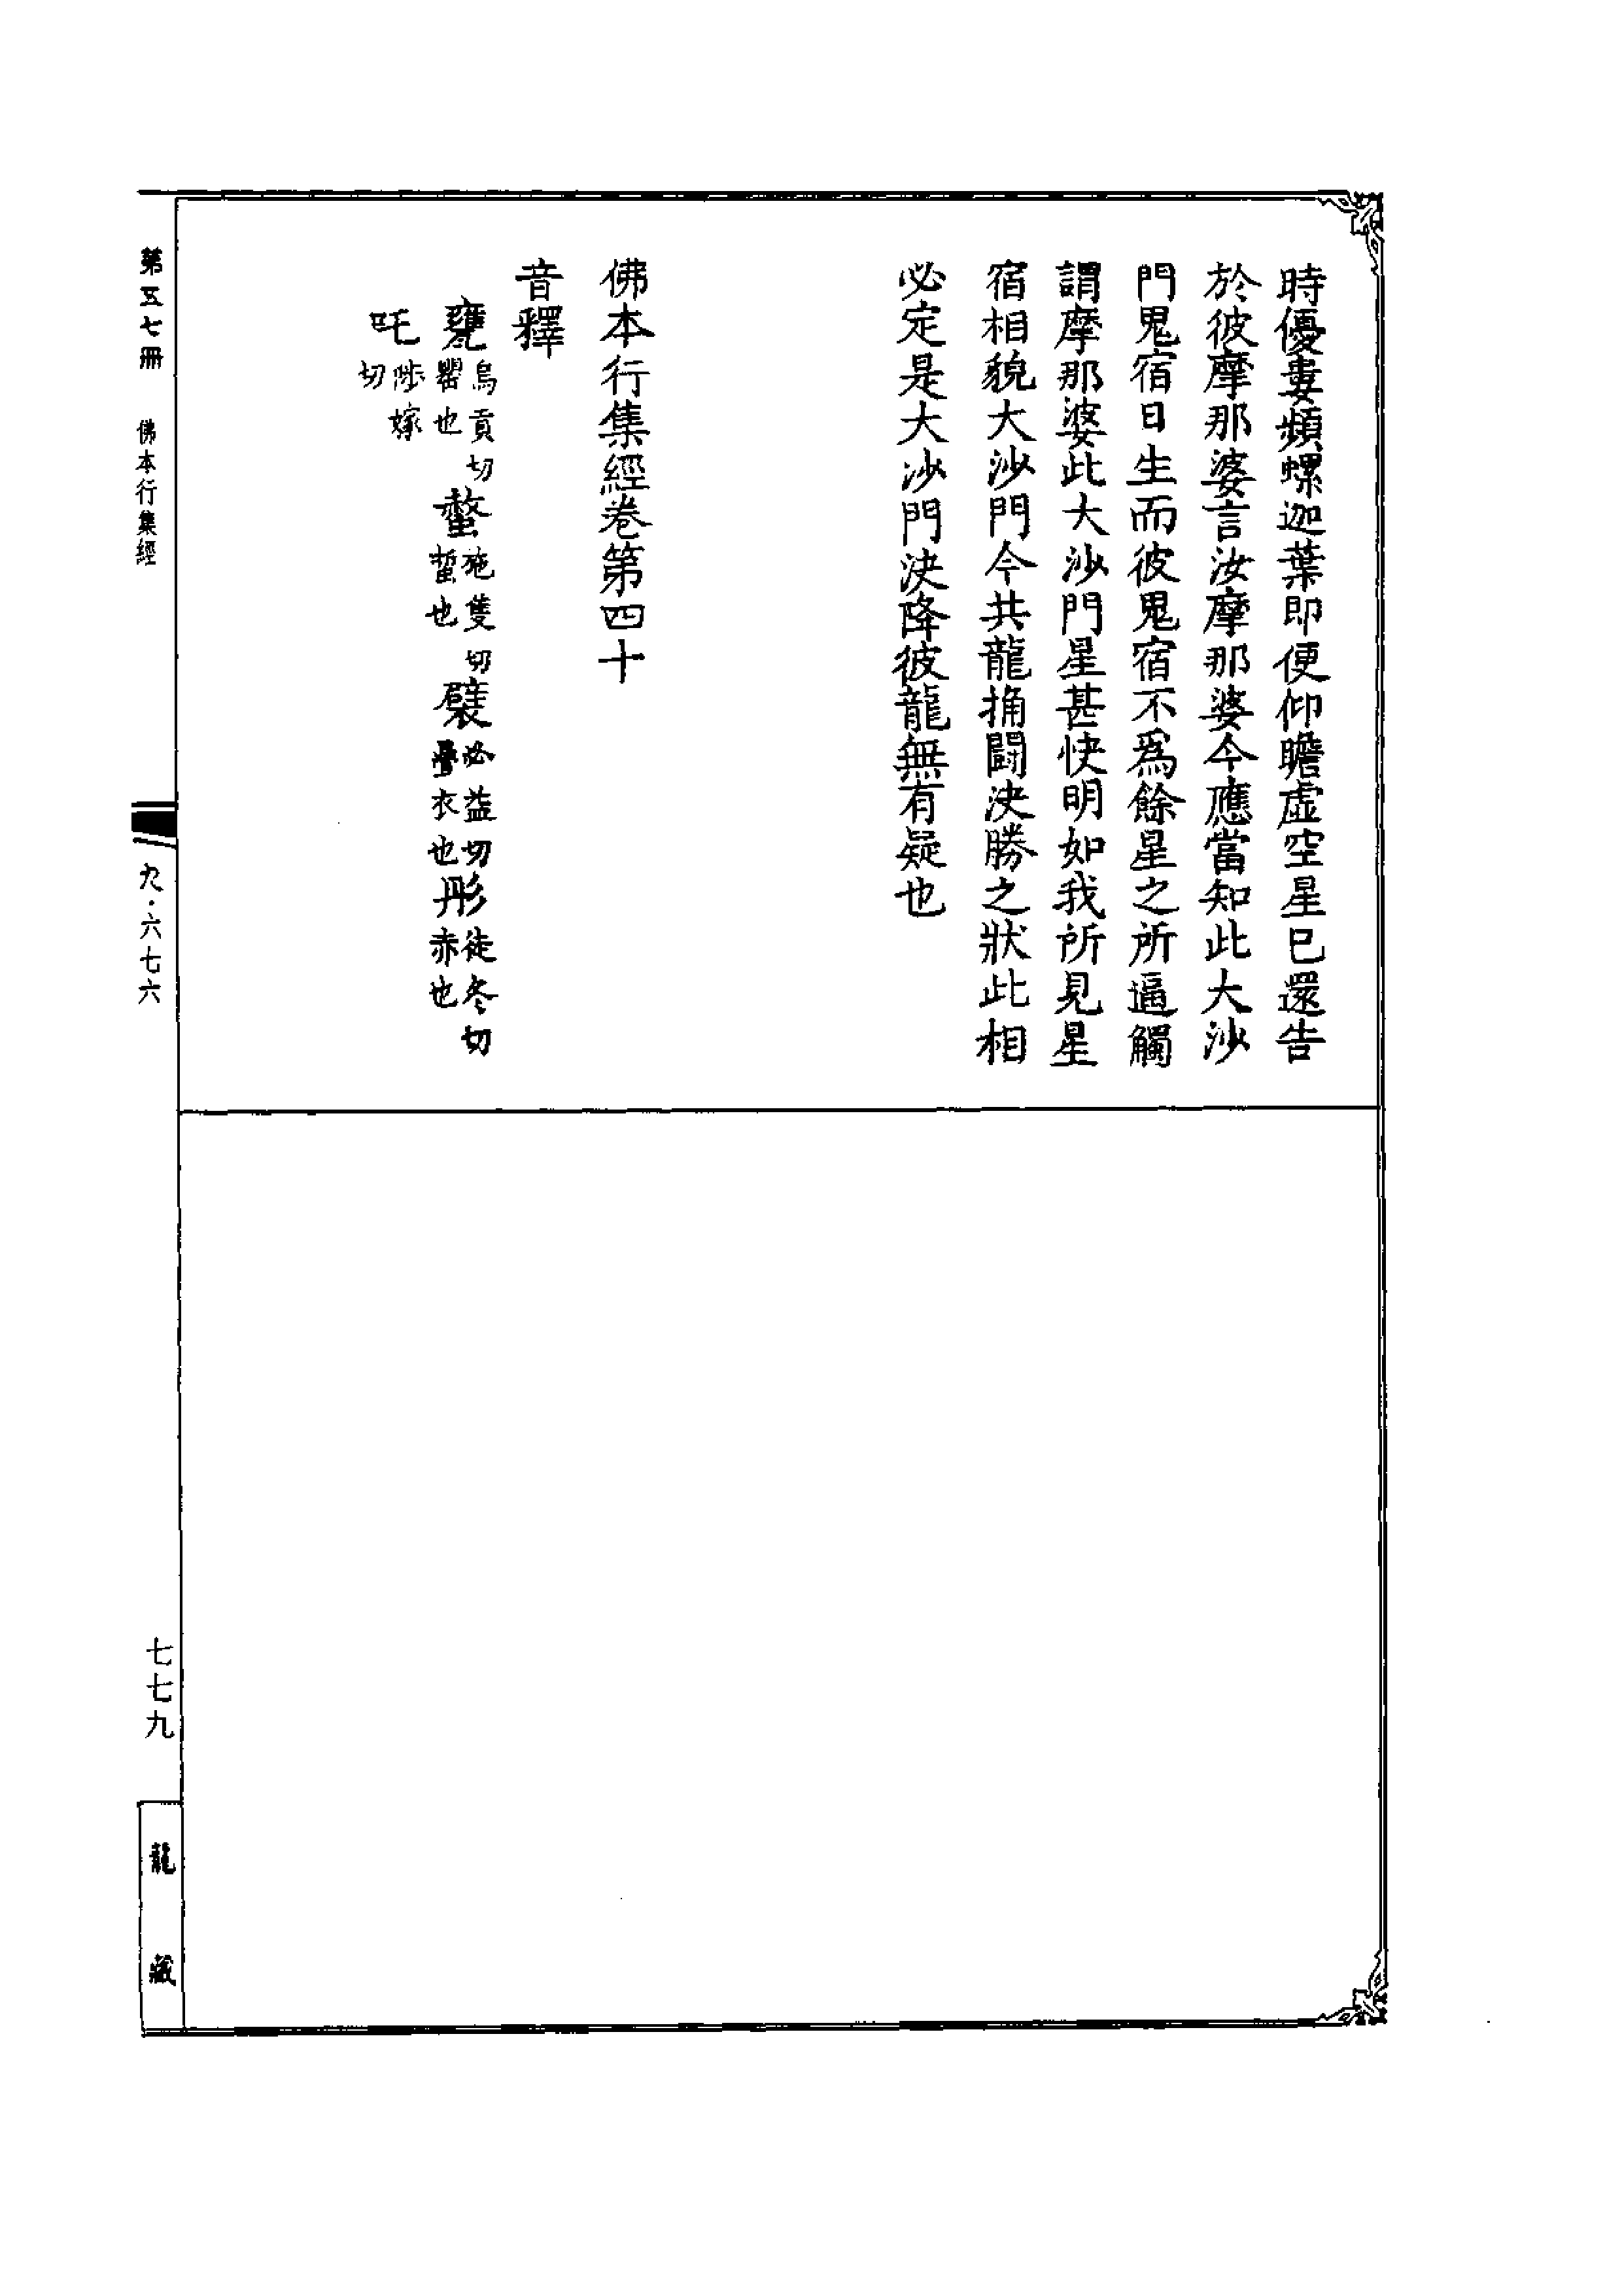 時優婁頻螺迦葉即便仰瞻虛空星已還告
於彼摩那婆言汝摩那婆今應當知此大沙
門鬼宿日生而彼鬼宿不爲餘星之所逼觸
謂摩那婆此大沙門星甚快明如我所見星
宿相貌大沙門今共龍捔鬪決勝之狀此相
必定是大沙門決降彼龍無有疑也
佛本行集經卷第四十
音釋
甕烏貢切罌也螫施隻切蜇也襞必益切疊衣也彤徒冬切丹赤也
吒陟嫁切
第五七冊 佛本行集經 九·六七六 七七九 龍藏